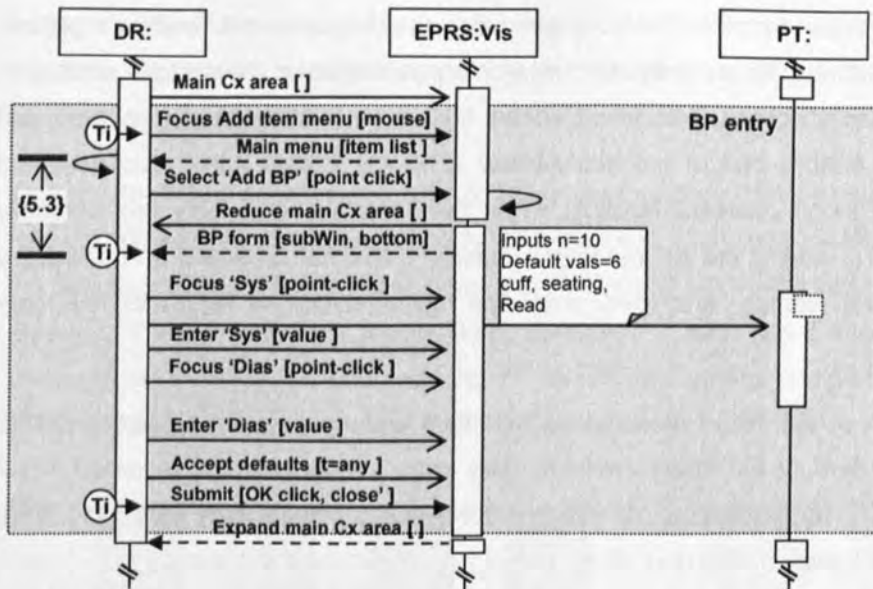 DR:
EPRS:Vis
PT:
Main Cx area [ ]
BP entry
Ti
Focus Add Item menu [mouse]
Main menu [item list]
Select 'Add BP' [point click]
{5.3}
Reduce main Cx area [ ]
Ti
BP form [subWin, bottom]
Inputs n=10
Default vals=6
cuff, seating,
Read
Focus 'Sys' [point-click ]
Enter 'Sys' [value ]
Focus 'Dias' [point-click ]
Enter 'Dias' [value ]
Accept defaults [t=any ]
Ti
Submit [OK click, close' ]
Expand main Cx area [ ]